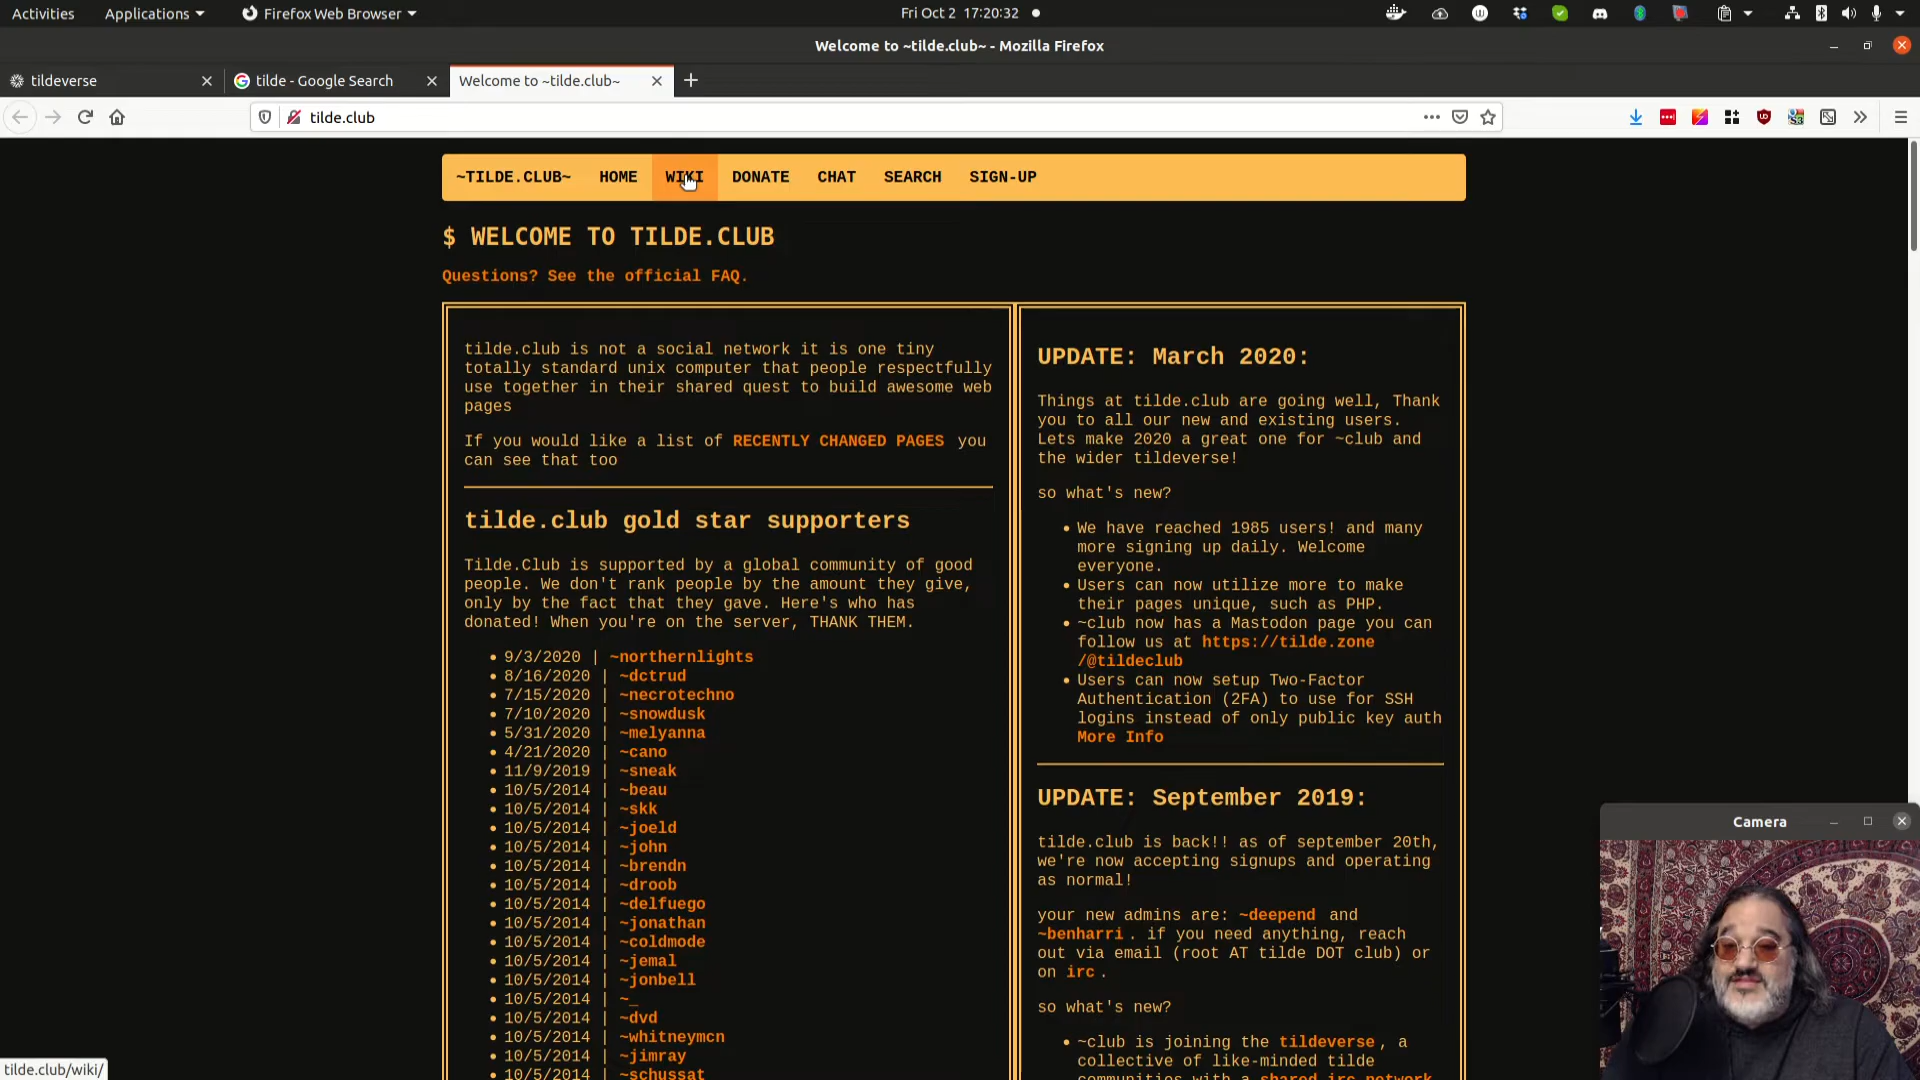 Activities Applications Firefox Web Browser Fri Oct 2 17:20:32
Welcome to ~tilde.club~ - Mozilla Firefox
tildeverse tilde - Google Search Welcome to ~tilde.club~
tilde.club
~TILDE.CLUB~ HOME WIKI DONATE CHAT SEARCH SIGN-UP
$ WELCOME TO TILDE.CLUB
Questions? See the official FAQ.
tilde.club is not a social network it is one tiny
totally standard unix computer that people respectfully
use together in their shared quest to build awesome web
pages
If you would like a list of RECENTLY CHANGED PAGES you
can see that too
tilde.club gold star supporters
Tilde.Club is supported by a global community of good
people. We don't rank people by the amount they give,
only by the fact that they gave. Here's who has
donated! When you're on the server, THANK THEM.
9/3/2020 | ~northernlights
8/16/2020 | ~dctrud
7/15/2020 | ~necrotechno
7/10/2020 | ~snowdusk
5/31/2020 | ~melyanna
4/21/2020 | ~cano
11/9/2019 | ~sneak
10/5/2014 | ~beau
10/5/2014 | ~skk
10/5/2014 | ~joeld
10/5/2014 | ~john
10/5/2014 | ~brendn
10/5/2014 | ~droob
10/5/2014 | ~delfuego
10/5/2014 | ~jonathan
10/5/2014 | ~coldmode
10/5/2014 | ~jemal
10/5/2014 | ~jonbell
10/5/2014 | ~_
10/5/2014 | ~dvd
10/5/2014 | ~whitneymcn
10/5/2014 | ~jimray
10/5/2014 | ~schussat
UPDATE: March 2020:
Things at tilde.club are going well, Thank
you to all our new and existing users.
Lets make 2020 a great one for ~club and
the wider tildeverse!
so what's new?
We have reached 1985 users! and many
more signing up daily. Welcome
everyone.
Users can now utilize more to make
their pages unique, such as PHP.
~club now has a Mastodon page you can
follow us at https://tilde.zone
/@tildeclub
Users can now setup Two-Factor
Authentication (2FA) to use for SSH
logins instead of only public key auth
More Info
UPDATE: September 2019:
tilde.club is back!! as of september 20th,
we're now accepting signups and operating
as normal!
your new admins are: ~deepend and
~benharri. if you need anything, reach
out via email (root AT tilde DOT club) or
on irc.
so what's new?
~club is joining the tildeverse, a
collective of like-minded tilde
communities with a shared irc network
Camera
tilde.club/wiki/